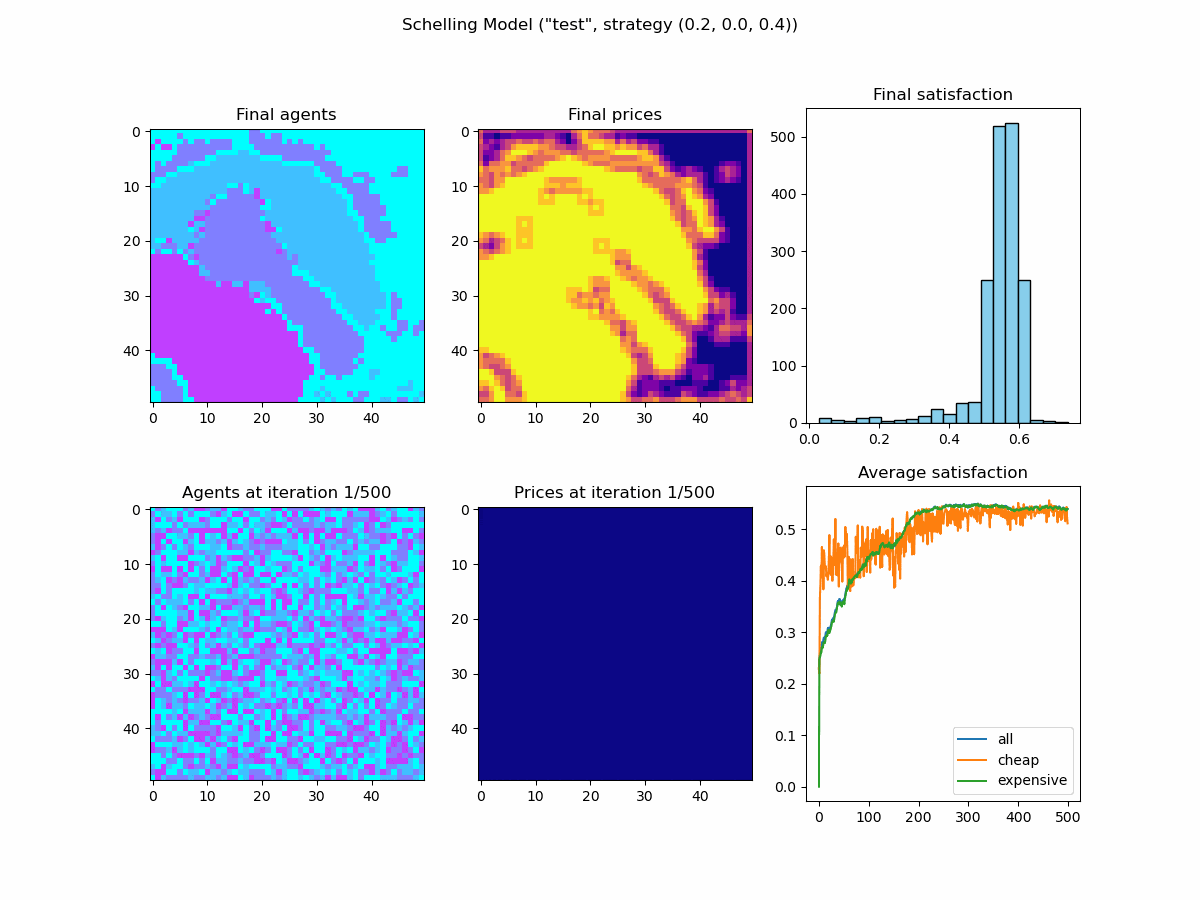 Schelling Model ("test", strategy (0.2, 0.0, 0.4))
Final agents
0
10
20
30
40
0 10 20 30 40
Final prices
0
10
20
30
40
0 10 20 30 40
Final satisfaction
500
400
300
200
100
0
0.0 0.2 0.4 0.6
Agents at iteration 1/500
0
10
20
30
40
0 10 20 30 40
Prices at iteration 1/500
0
10
20
30
40
0 10 20 30 40
Average satisfaction
0.5
0.4
0.3
0.2
0.1
0.0
all
cheap
expensive
0 100 200 300 400 500